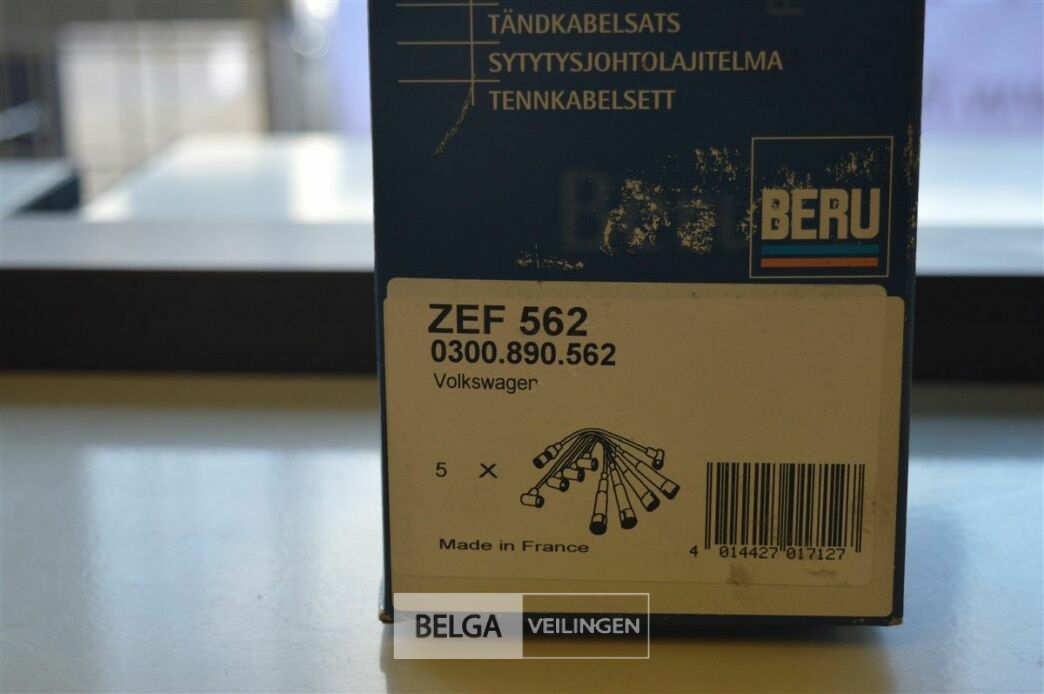 TÄNDKABELSATS
SYTYTYSJOHTOLAJITELMA
TENNKABELSETT
BERU
ZEF 562
0300.890.562
Volkswagen
5 X
Made in France
4 014427 017127
BELGA VEILINGEN